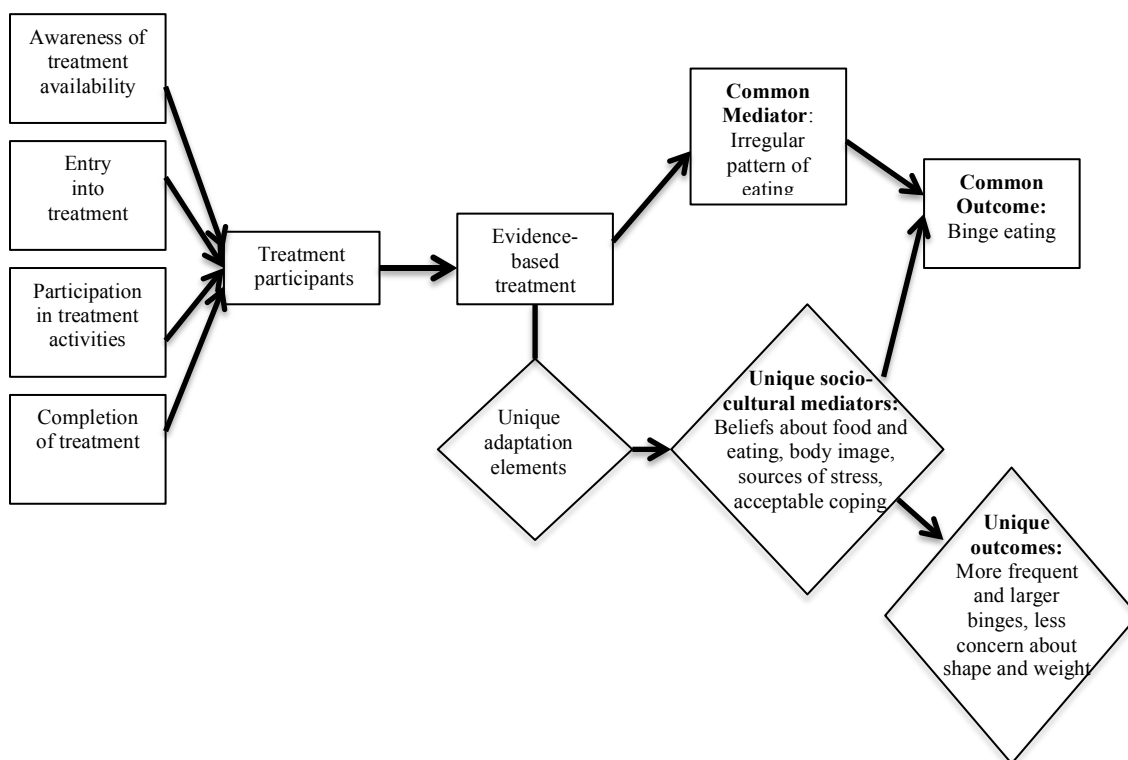 Awareness of
treatment
availability
Entry
into
treatment
Participation
in treatment
activities
Completion
of treatment
Treatment
participants
Evidence-
based
treatment
Unique
adaptation
elements
Common
Mediator:
Irregular
pattern of
eating
Unique socio-
cultural mediators:
Beliefs about food and
eating, body image,
sources of stress,
acceptable coping
Common
Outcome:
Binge eating
Unique
outcomes:
More frequent
and larger
binges, less
concern about
shape and weight